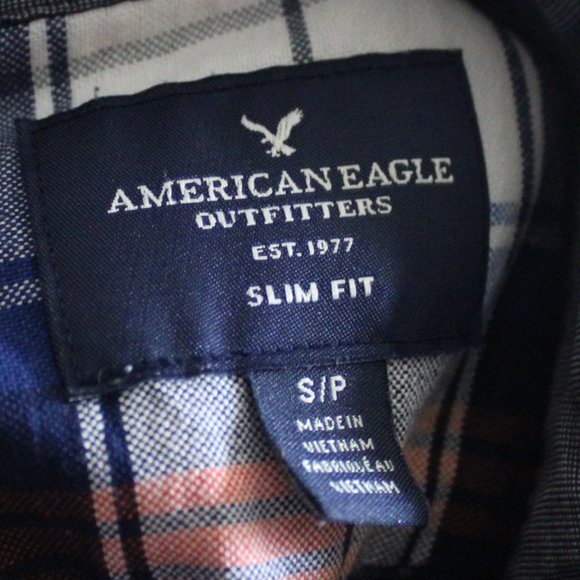 AMERICAN EAGLE
OUTFITTERS
EST. 1977
SLIM FIT
S/P
MADE IN
VIETNAM
FABRIQUÉ AU
VIETNAM